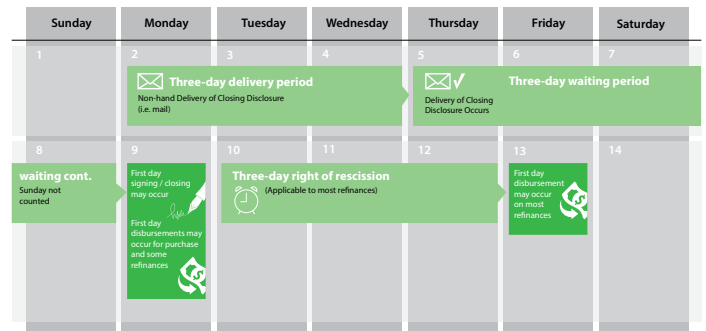 Sunday Monday Tuesday Wednesday Thursday Friday Saturday
1 2 3 4 5 6 7
Three-day delivery period
Non-hand Delivery of Closing Disclosure
(i.e. mail)
Three-day waiting period
Delivery of Closing
Disclosure Occurs
8 9 10 11 12 13 14
waiting cont.
Sunday not
counted
First day
signing / closing
may occur
First day
disbursements may
occur for purchase
and some
refinances
Three-day right of rescission
(Applicable to most refinances)
First day
disbursement
may occur
on most
refinances